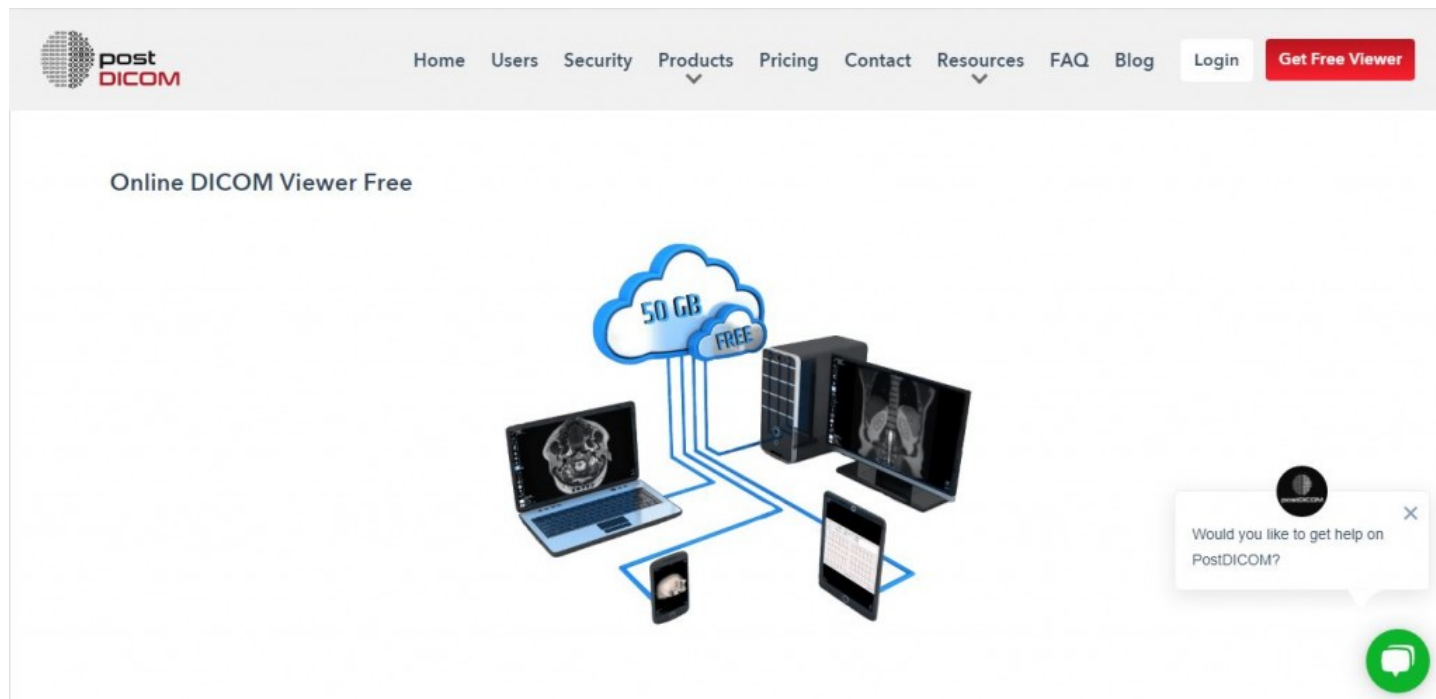 post
DICOM
Home Users Security Products Pricing Contact Resources FAQ Blog Login Get Free Viewer
Online DICOM Viewer Free
50 GB
FREE
postDICOM
Would you like to get help on
PostDICOM?